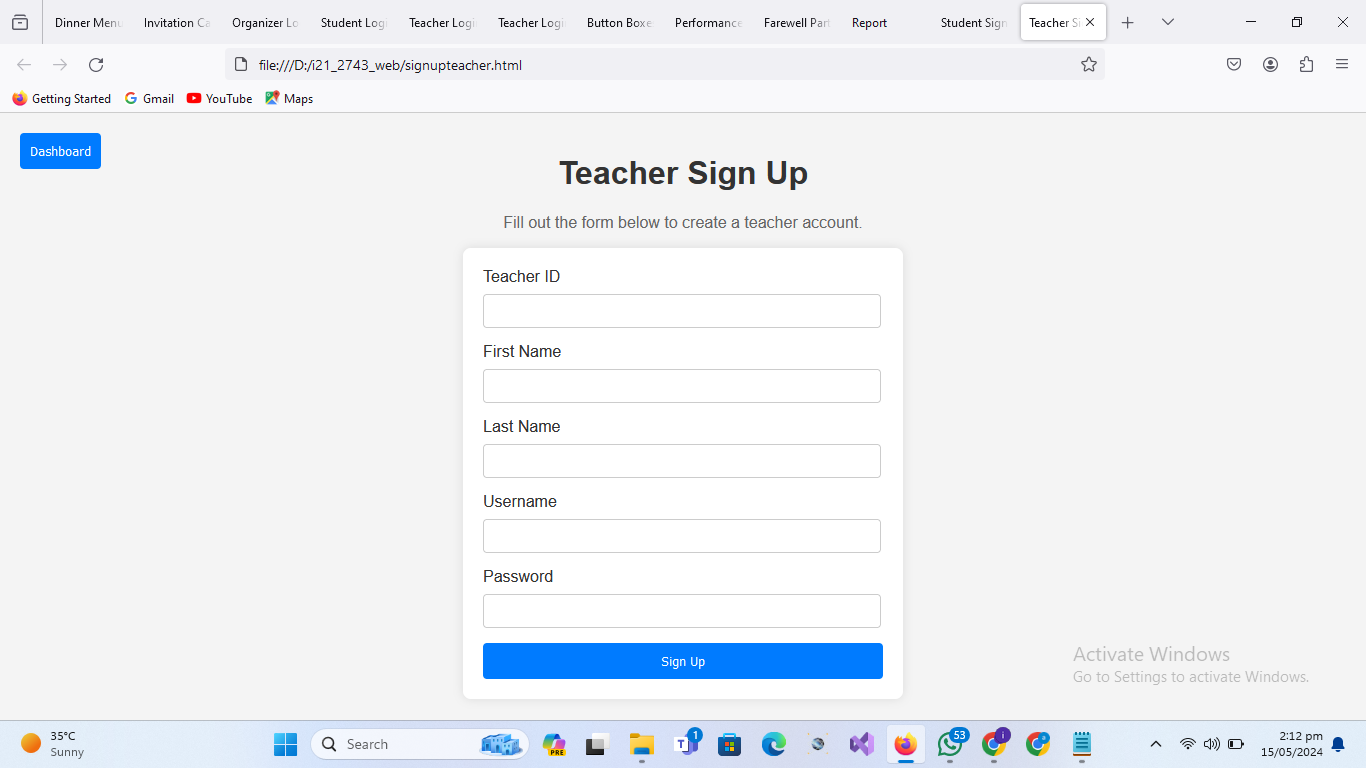 Dinner Menu
Invitation Ca
Organizer Lo
Student Logi
Teacher Logi
Teacher Logi
Button Boxe
Performance
Farewell Part
Report
Student Sign
Teacher Si
file:///D:/i21_2743_web/signupteacher.html
Getting Started
Gmail
YouTube
Maps
Dashboard
Teacher Sign Up
Fill out the form below to create a teacher account.
Teacher ID
First Name
Last Name
Username
Password
Sign Up
Activate Windows
Go to Settings to activate Windows.
35°C
Sunny
Search
PRE
1
53
i
2:12 pm
15/05/2024